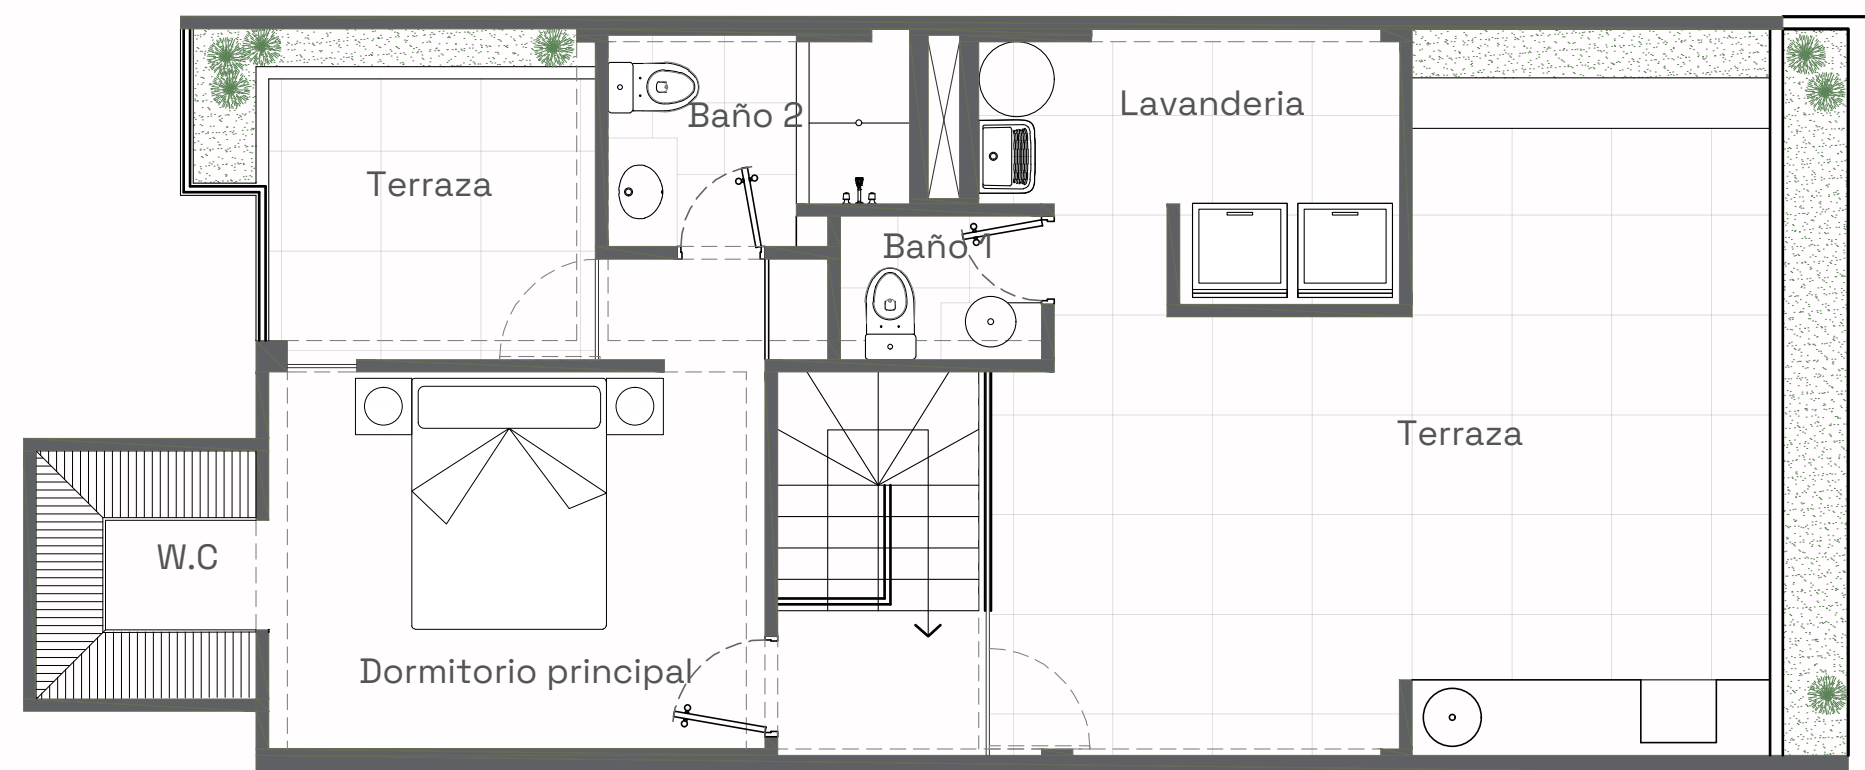 Baño 2
Lavanderia
Terraza
Baño 1
Terraza
W.C
Dormitorio principal